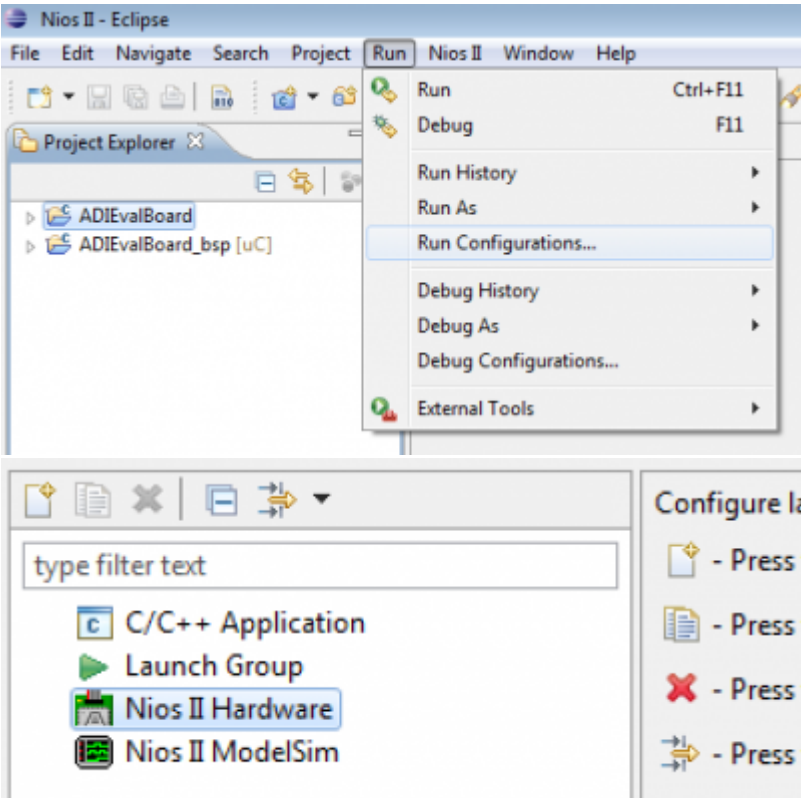 Nios II - Eclipse
File Edit Navigate Search Project Run Nios II Window Help
Run Ctrl+F11
Debug F11
Project Explorer
Run History
Run As
Run Configurations...
Debug History
Debug As
Debug Configurations...
External Tools
ADIEvalBoard
ADIEvalBoard_bsp [uC]
type filter text
C/C++ Application
Launch Group
Nios II Hardware
Nios II ModelSim
Configure
- Press
- Press
- Press
- Press